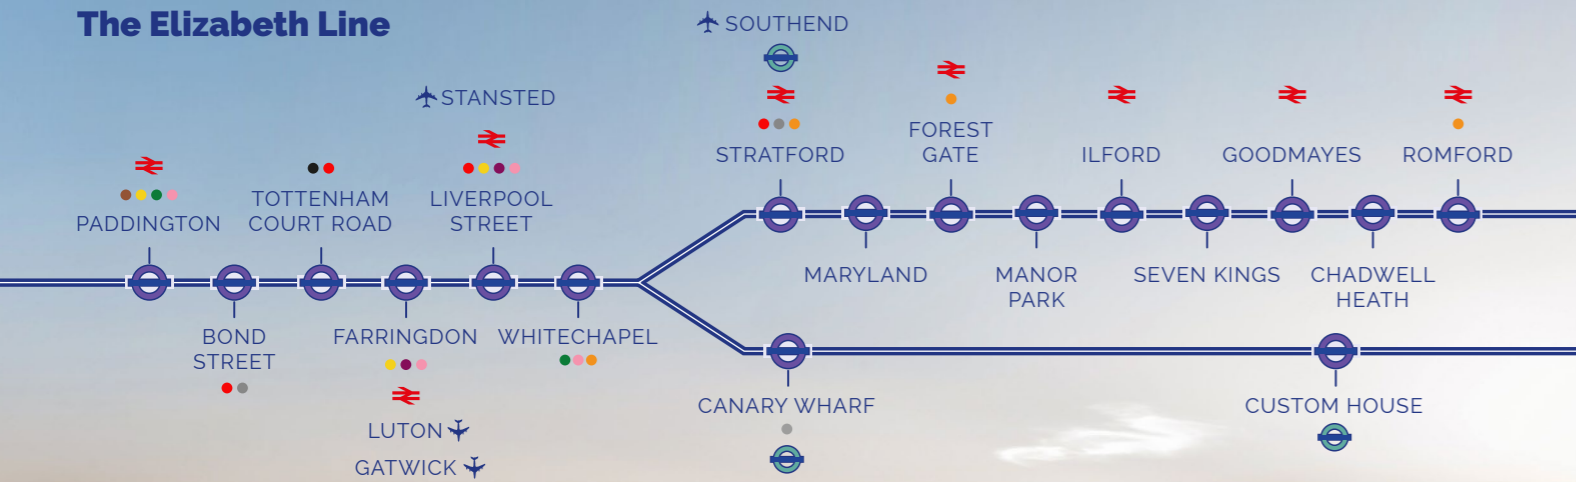 The Elizabeth Line
SOUTHEND
STANSTED
PADDINGTON
TOTTENHAM
COURT ROAD
LIVERPOOL
STREET
STRATFORD
FOREST
GATE
ILFORD
GOODMAYES
ROMFORD
BOND
STREET
FARRINGDON
WHITECHAPEL
MARYLAND
MANOR
PARK
SEVEN KINGS
CHADWELL
HEATH
LUTON
GATWICK
CANARY WHARF
CUSTOM HOUSE